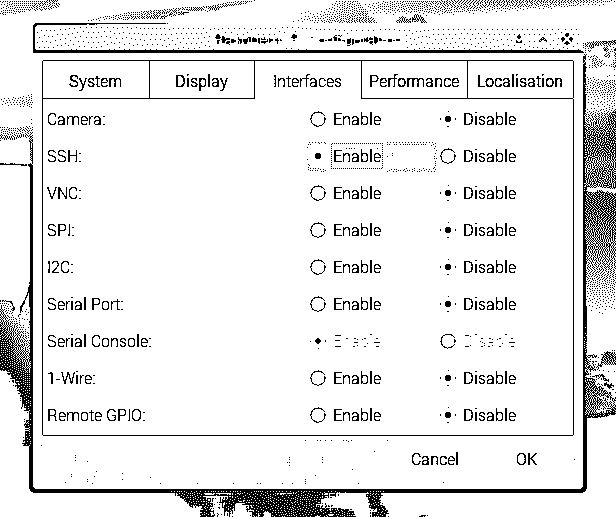 System Display Interfaces Performance Localisation
Camera: Enable Disable
SSH: Enable Disable
VNC: Enable Disable
SPI: Enable Disable
I2C: Enable Disable
Serial Port: Enable Disable
Serial Console: Enable Disable
1-Wire: Enable Disable
Remote GPIO: Enable Disable
Cancel OK